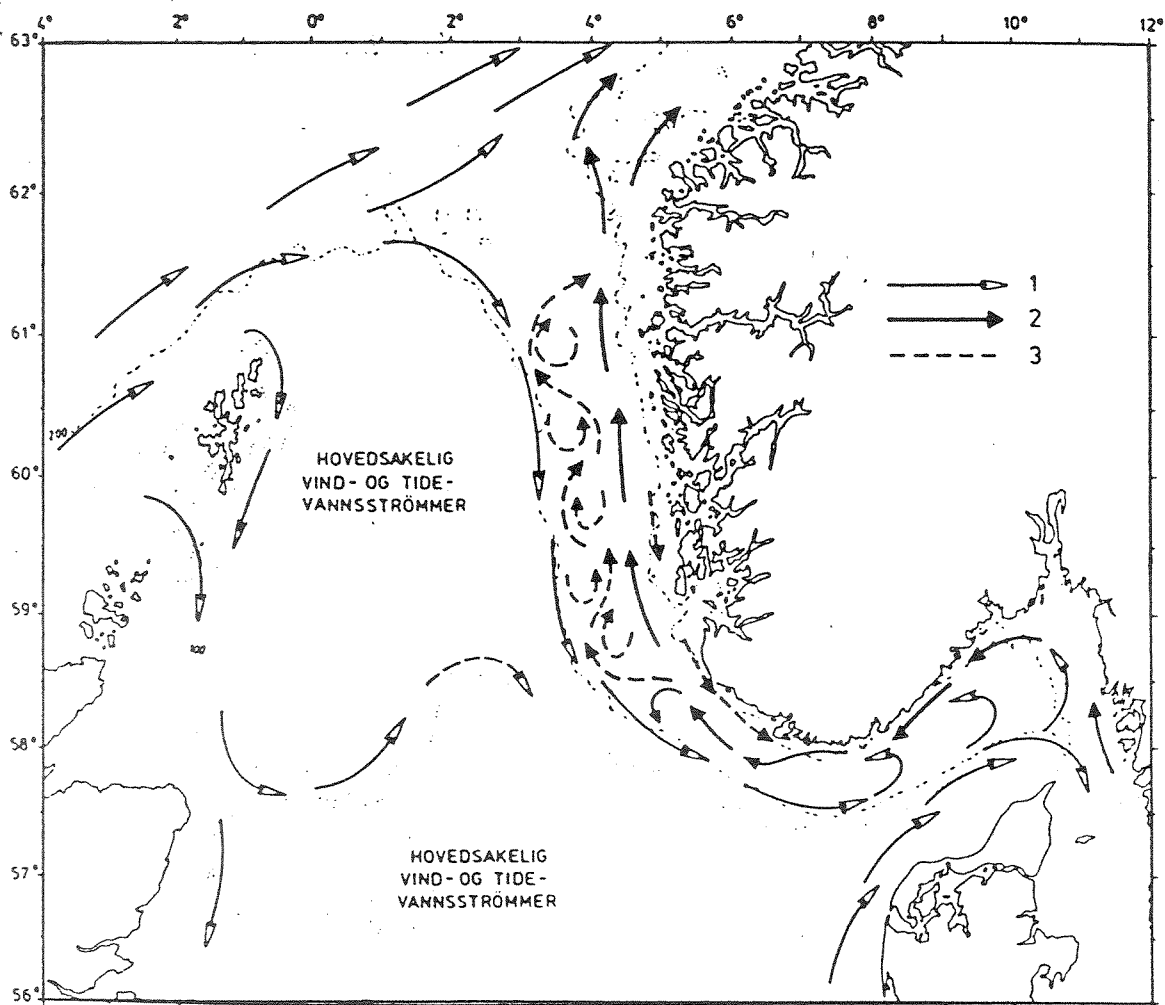 4° 2° 0° 2° 4° 6° 8° 10° 12°
63°
62°
61°
60°
59°
58°
57°
56°
1
2
3
200
HOVEDSAKELIG
VIND- OG TIDE-
VANNSSTRÖMMER
100
HOVEDSAKELIG
VIND- OG TIDE-
VANNSSTRÖMMER